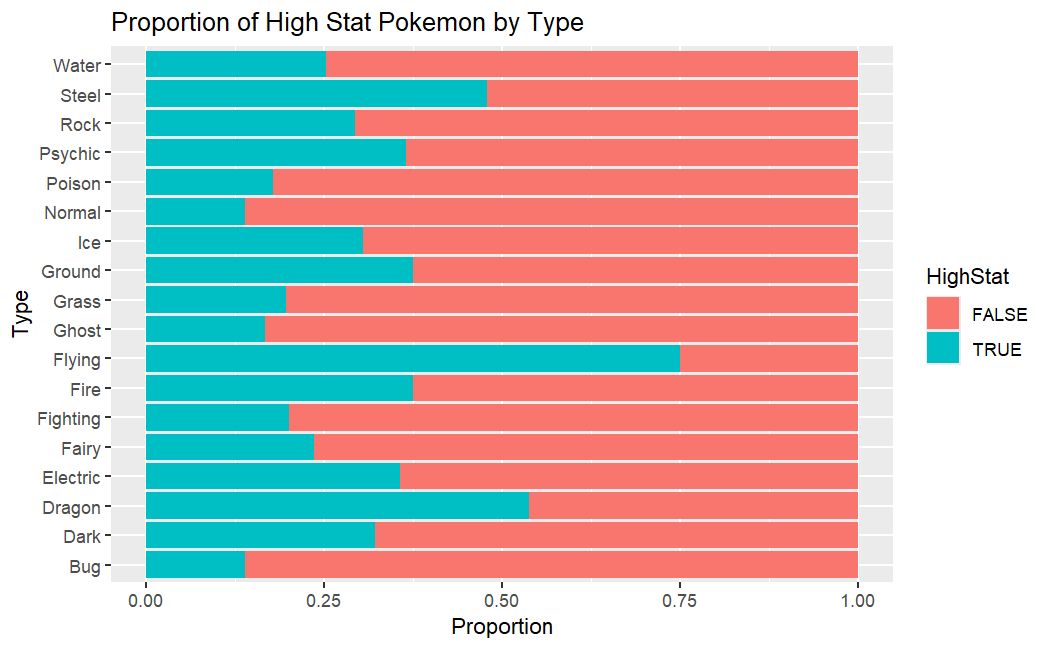 Proportion of High Stat Pokemon by Type
Type
Water
Steel
Rock
Psychic
Poison
Normal
Ice
Ground
Grass
Ghost
Flying
Fire
Fighting
Fairy
Electric
Dragon
Dark
Bug
0.00 0.25 0.50 0.75 1.00
Proportion
HighStat
FALSE
TRUE